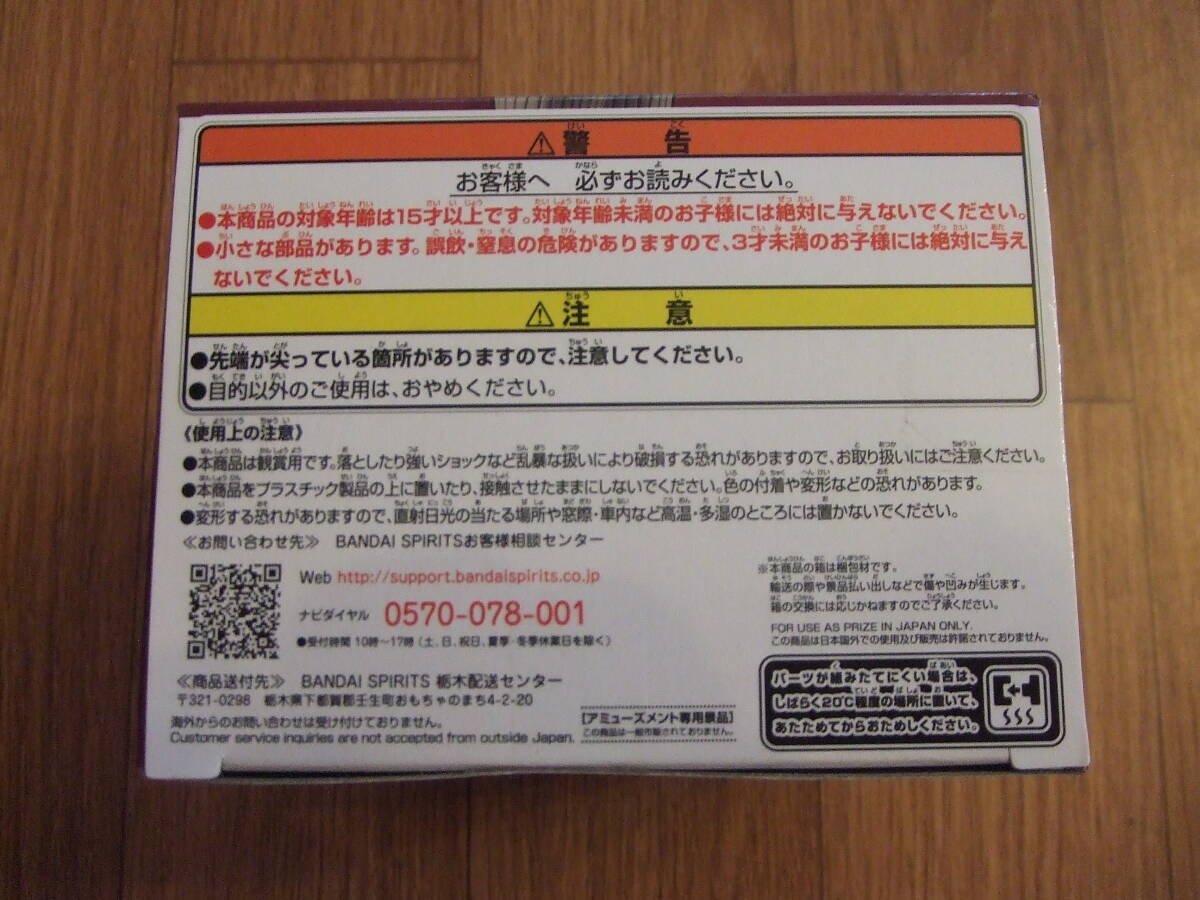 ⚠警告
お客様へ 必ずお読みください。
●本商品の対象年齢は15才以上です。対象年齢未満のお子様には絶対に与えないでください。
●小さな部品があります。誤飲・窒息の危険がありますので、3才未満のお子様には絶対に与え
ないでください。
⚠注意
●先端が尖っている箇所がありますので、注意してください。
●目的以外のご使用は、おやめください。
《使用上の注意》
●本商品は観賞用です。落としたり強いショックなど乱暴な扱いにより破損する恐れがありますので、お取り扱いにはご注意ください。
●本商品をプラスチック製品の上に置いたり、接触させたままにしないでください。色の付着や変形などの恐れがあります。
●変形する恐れがありますので、直射日光の当たる場所や窓際・車内など高温・多湿のところには置かないでください。
≪お問い合わせ先≫ BANDAI SPIRITSお客様相談センター
Web http://support.bandaispirits.co.jp
ナビダイヤル 0570-078-001
●受付時間 10時〜17時(土、日、祝日、夏季・冬季休業日を除く)
≪商品送付先≫ BANDAI SPIRITS 栃木配送センター
〒321-0298 栃木県下都賀郡壬生町おもちゃのまち4-2-20
海外からのお問い合わせは受け付けておりません。
Customer service inquiries are not accepted from outside Japan.
[アミューズメント専用景品]
この商品は一般市販されておりません。
※本商品の箱は梱包材です。
輸送の際や景品払い出しなどで傷や凹みが生じます。
箱の交換には応じかねますのでご了承ください。
FOR USE AS PRIZE IN JAPAN ONLY.
この商品は日本国外での使用及び販売は許諾されておりません。
パーツが組みたてにくい場合は、
しばらく20℃程度の場所に置いて、
あたためてからおためしください。